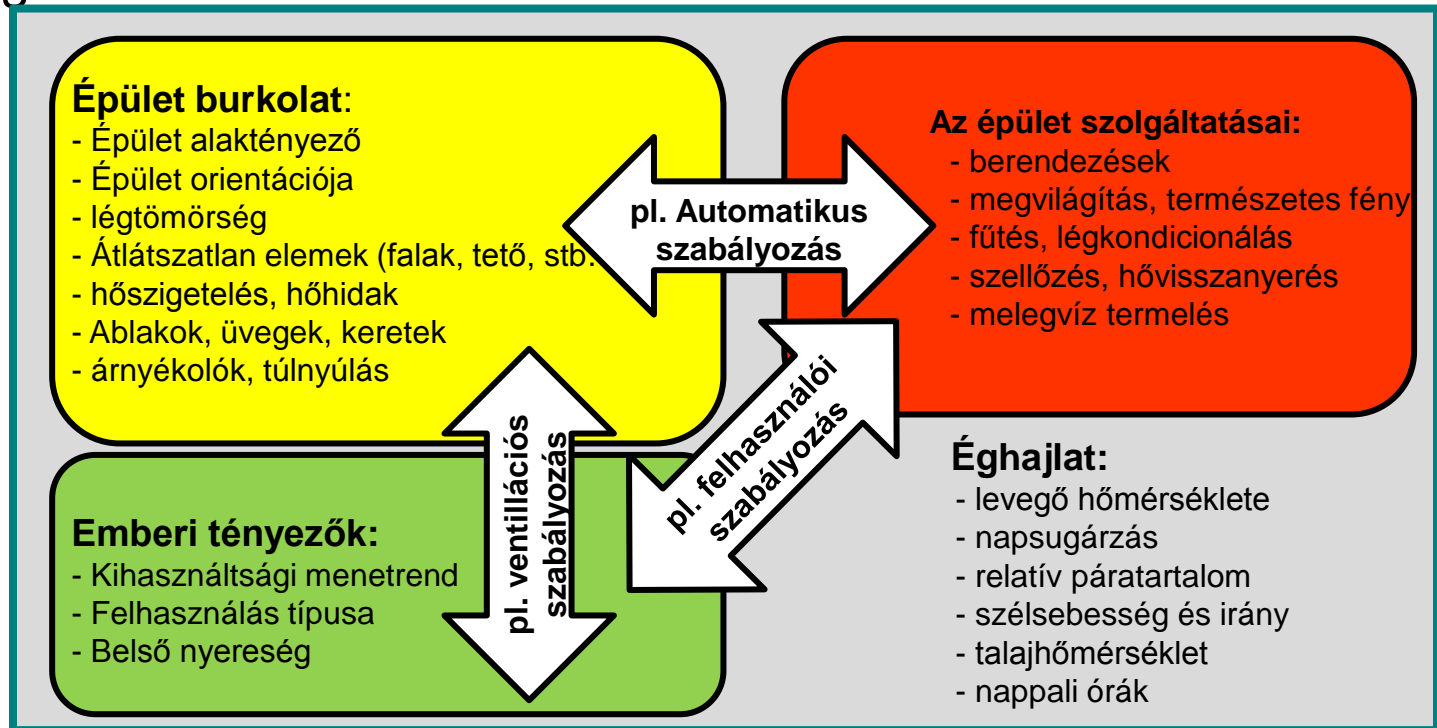 Épület burkolat:
- Épület alaktényező
- Épület orientációja
- légtömörség
- Átlátszatlan elemek (falak, tető, stb.
- hőszigetelés, hőhidak
- Ablakok, üvegek, keretek
- árnyékolók, túlnyúlás
pl. Automatikus
szabályozás
Az épület szolgáltatásai:
- berendezések
- megvilágítás, természetes fény
- fűtés, légkondicionálás
- szellőzés, hővisszanyerés
- melegvíz termelés
pl. ventillációs
szabályozás
pl. felhasználói
szabályozás
Emberi tényezők:
- Kihasználtsági menetrend
- Felhasználás típusa
- Belső nyereség
Éghajlat:
- levegő hőmérséklete
- napsugárzás
- relatív páratartalom
- szélsebesség és irány
- talajhőmérséklet
- nappali órák